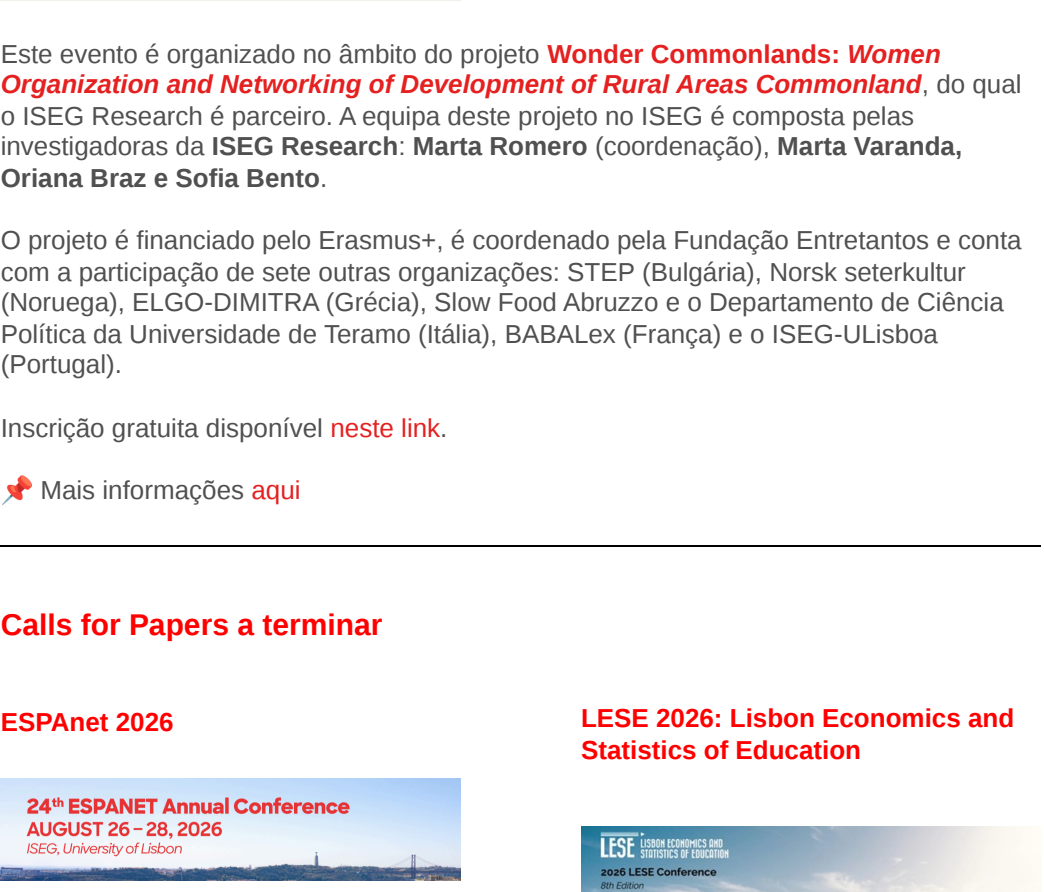 Este evento é organizado no âmbito do projeto Wonder Commonlands: Women
Organization and Networking of Development of Rural Areas Commonland, do qual
o ISEG Research é parceiro. A equipa deste projeto no ISEG é composta pelas
investigadoras da ISEG Research: Marta Romero (coordenação), Marta Varanda,
Oriana Braz e Sofia Bento.
O projeto é financiado pelo Erasmus+, é coordenado pela Fundação Entretantos e conta
com a participação de sete outras organizações: STEP (Bulgária), Norsk seterkultur
(Noruega), ELGO-DIMITRA (Grécia), Slow Food Abruzzo e o Departamento de Ciência
Política da Universidade de Teramo (Itália), BABALex (França) e o ISEG-ULisboa
(Portugal).
Inscrição gratuita disponível neste link.
📌 Mais informações aqui
Calls for Papers a terminar
ESPAnet 2026
24th ESPANET Annual Conference
AUGUST 26 – 28, 2026
ISEG, University of Lisbon
LESE 2026: Lisbon Economics and
Statistics of Education
LESE LISBON ECONOMICS AND
STATISTICS OF EDUCATION
2026 LESE Conference
8th Edition